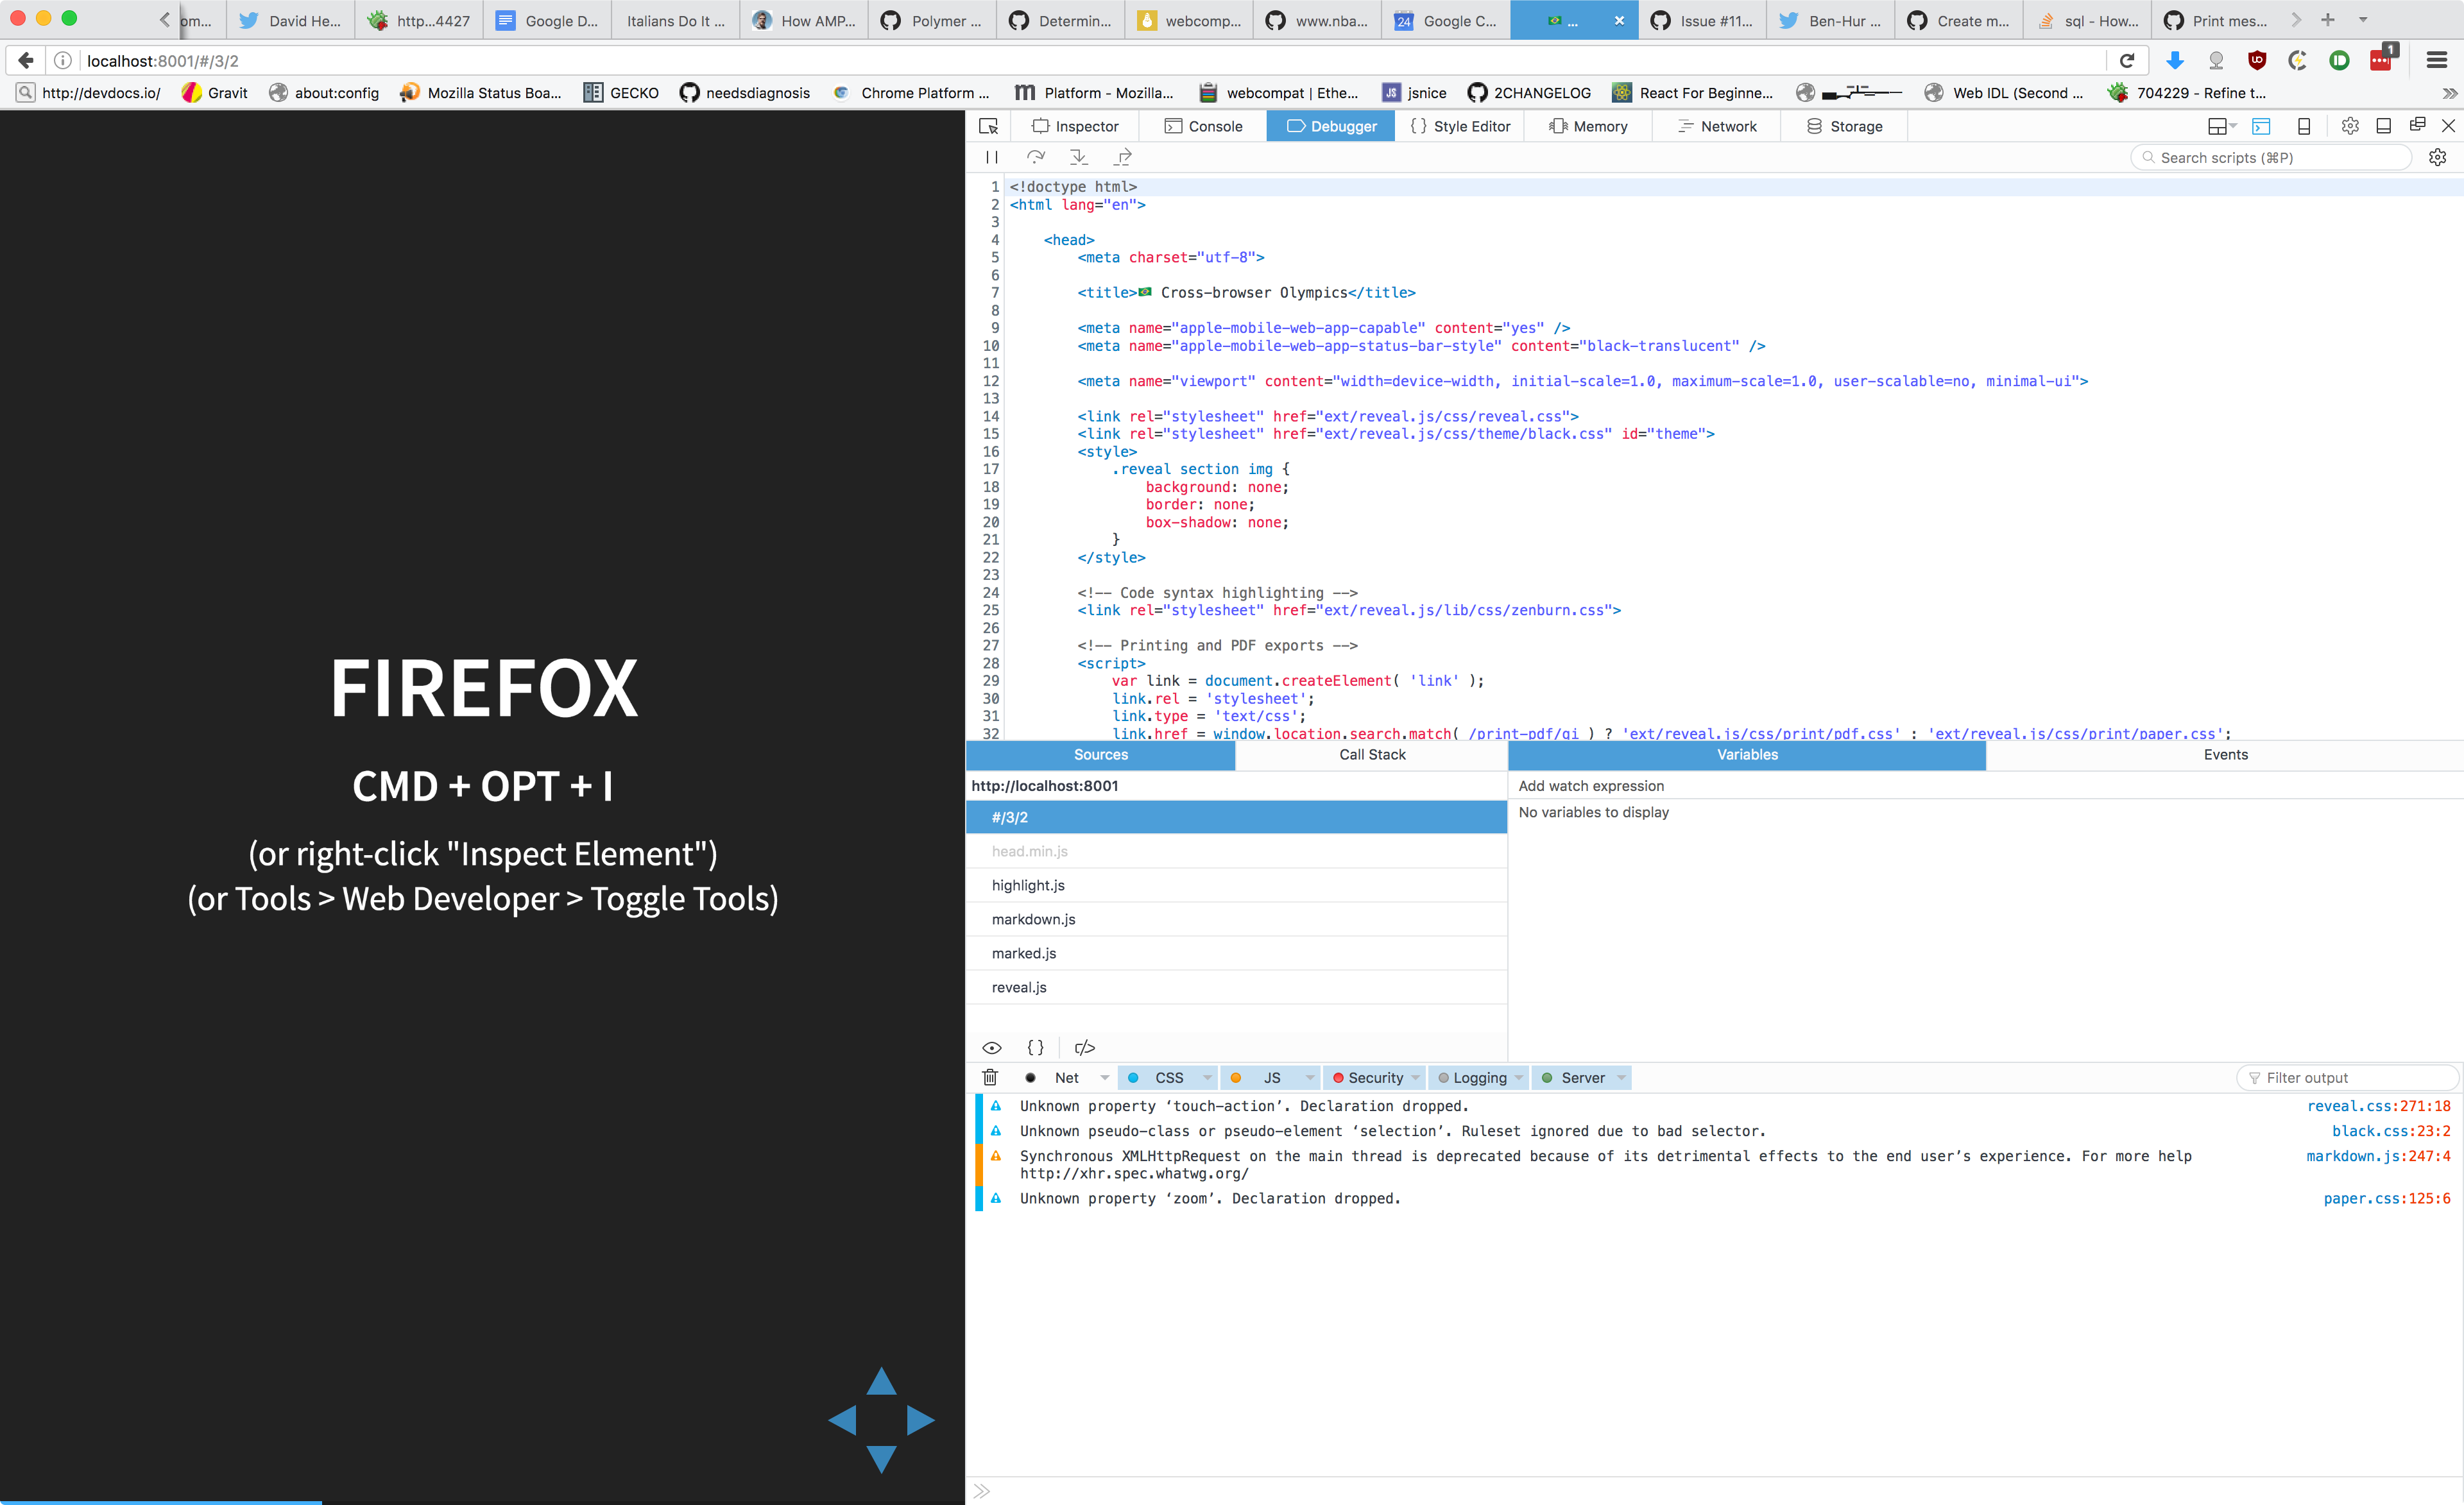 om...
David He...
http...4427
Google D...
Italians Do It ...
How AMP...
Polymer ...
Determin...
webcomp...
www.nba...
24
Google C...
...
Issue #11...
Ben-Hur ...
Create m...
sql - How...
Print mes...
localhost:8001/#/3/2
1
http://devdocs.io/
Gravit
about:config
Mozilla Status Boa...
GECKO
needsdiagnosis
Chrome Platform ...
Platform - Mozilla...
webcompat | Ethe...
JS
jsnice
2CHANGELOG
React For Beginne...
Web IDL (Second ...
704229 - Refine t...
FIREFOX
CMD + OPT + I
(or right-click "Inspect Element")
(or Tools > Web Developer > Toggle Tools)
Inspector
Console
Debugger
{ } Style Editor
Memory
Network
Storage
Search scripts (⌘P)
1 <!doctype html>
2 <html lang="en">
3
4     <head>
5         <meta charset="utf-8">
6
7         <title>🇧🇷 Cross-browser Olympics</title>
8
9         <meta name="apple-mobile-web-app-capable" content="yes" />
10         <meta name="apple-mobile-web-app-status-bar-style" content="black-translucent" />
11
12         <meta name="viewport" content="width=device-width, initial-scale=1.0, maximum-scale=1.0, user-scalable=no, minimal-ui">
13
14         <link rel="stylesheet" href="ext/reveal.js/css/reveal.css">
15         <link rel="stylesheet" href="ext/reveal.js/css/theme/black.css" id="theme">
16         <style>
17             .reveal section img {
18                 background: none;
19                 border: none;
20                 box-shadow: none;
21             }
22         </style>
23
24         <!-- Code syntax highlighting -->
25         <link rel="stylesheet" href="ext/reveal.js/lib/css/zenburn.css">
26
27         <!-- Printing and PDF exports -->
28         <script>
29             var link = document.createElement( 'link' );
30             link.rel = 'stylesheet';
31             link.type = 'text/css';
32             link.href = window.location.search.match( /print-pdf/gi ) ? 'ext/reveal.js/css/print/pdf.css' : 'ext/reveal.js/css/print/paper.css';
Sources
Call Stack
Variables
Events
http://localhost:8001
#/3/2
head.min.js
highlight.js
markdown.js
marked.js
reveal.js
{ }
Add watch expression
No variables to display
Net
CSS
JS
Security
Logging
Server
Filter output
Unknown property ‘touch-action’. Declaration dropped. reveal.css:271:18
Unknown pseudo-class or pseudo-element ‘selection’. Ruleset ignored due to bad selector. black.css:23:2
Synchronous XMLHttpRequest on the main thread is deprecated because of its detrimental effects to the end user’s experience. For more help markdown.js:247:4
http://xhr.spec.whatwg.org/
Unknown property ‘zoom’. Declaration dropped. paper.css:125:6